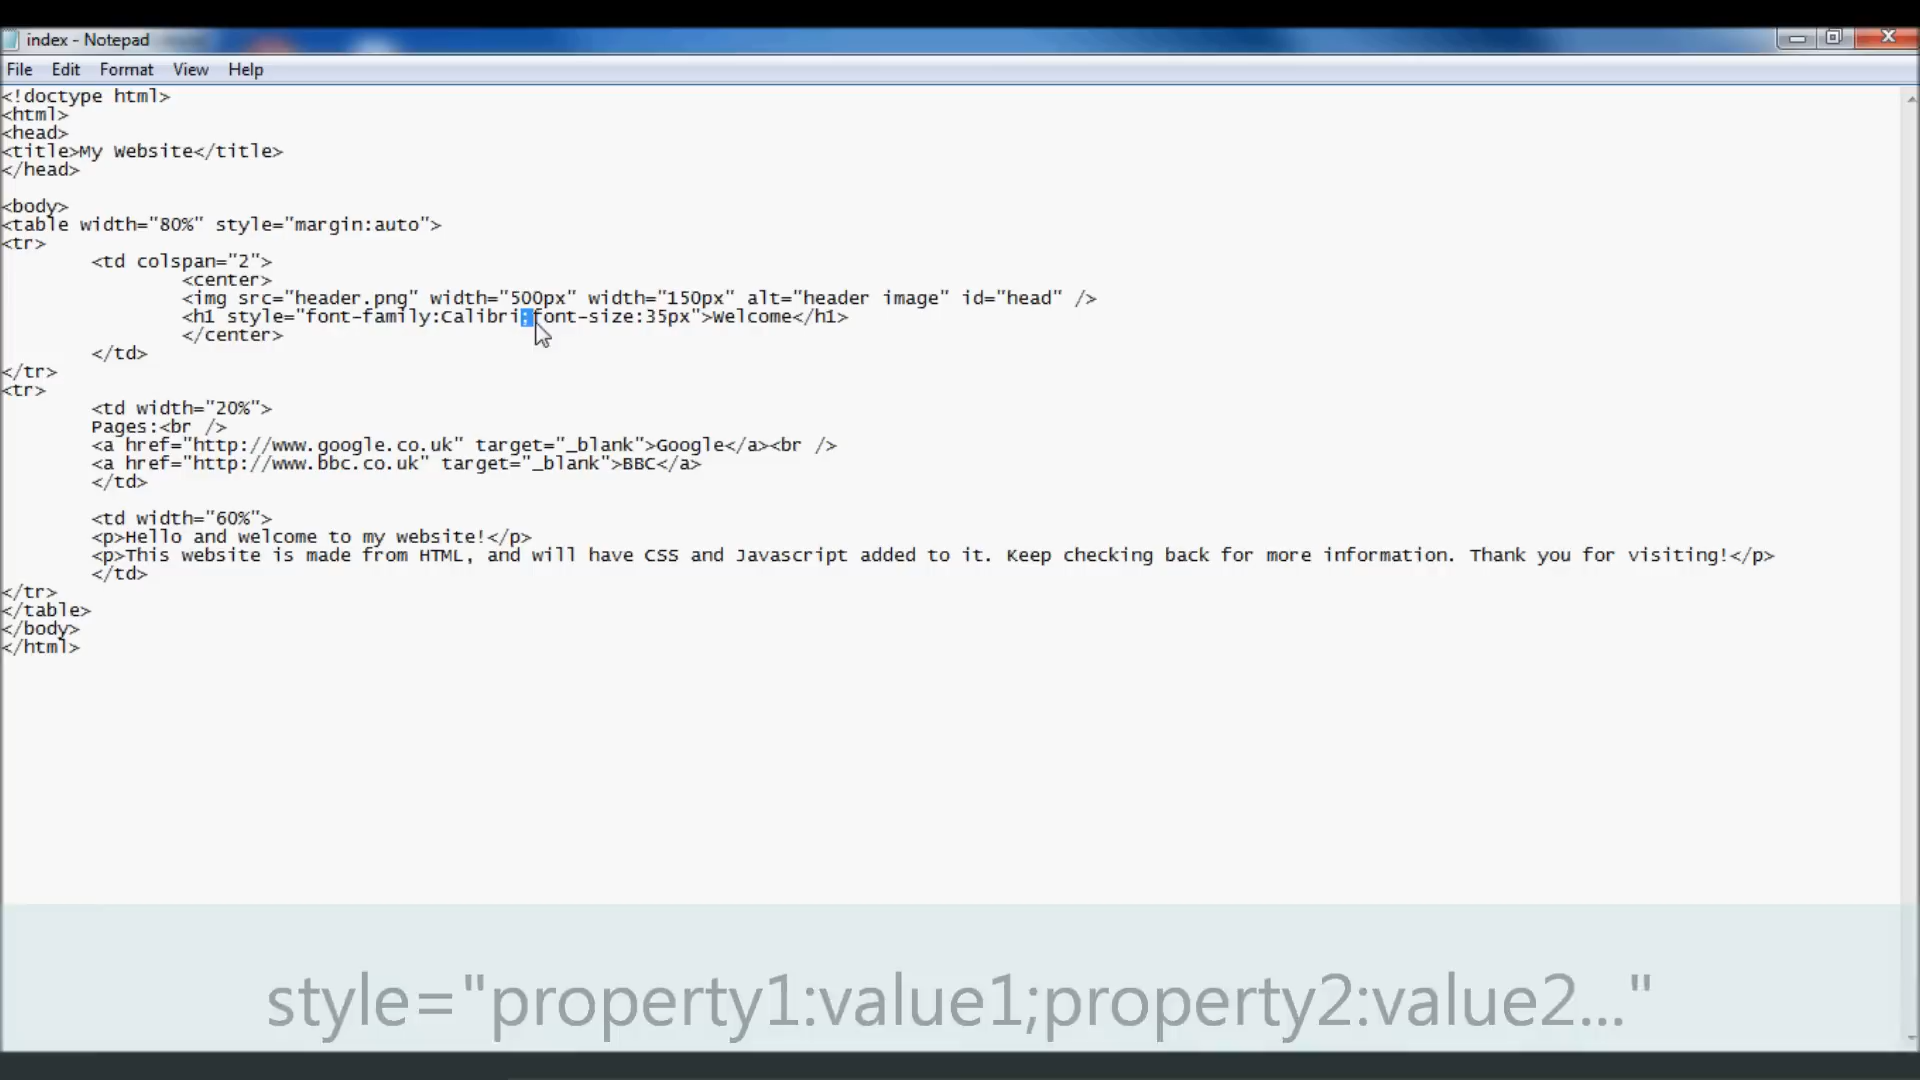 index - Notepad
File Edit Format View Help
<!doctype html>
<html>
<head>
<title>My Website</title>
</head>
<body>
<table width="80%" style="margin:auto">
<tr>
<td colspan="2">
<center>
<img src="header.png" width="500px" width="150px" alt="header image" id="head" />
<h1 style="font-family:Calibri;font-size:35px">Welcome</h1>
</center>
</td>
</tr>
<tr>
<td width="20%">
Pages:<br />
<a href="http://www.google.co.uk" target="_blank">Google</a><br />
<a href="http://www.bbc.co.uk" target="_blank">BBC</a>
</td>
<td width="60%">
<p>Hello and welcome to my website!</p>
<p>This website is made from HTML, and will have CSS and Javascript added to it. Keep checking back for more information. Thank you for visiting!</p>
</td>
</tr>
</table>
</body>
</html>
style="property1:value1;property2:value2..."